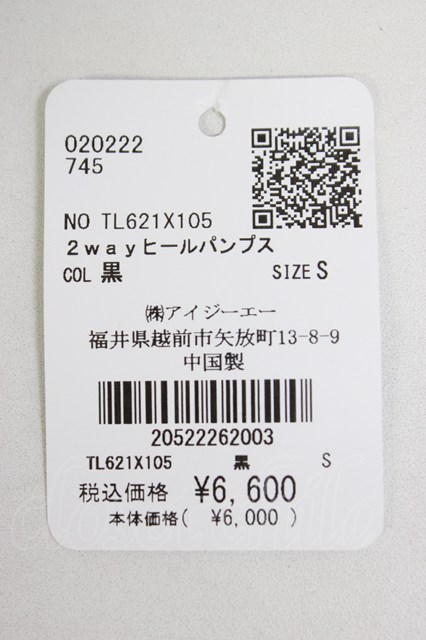 020222
745
NO TL621X105
2wayヒールパンプス
COL 黒 SIZE S
㈱アイジーエー
福井県越前市矢放町13-8-9
中国製
20522262003
TL621X105 黒 S
税込価格 ¥6,600
本体価格( ¥6,000 )